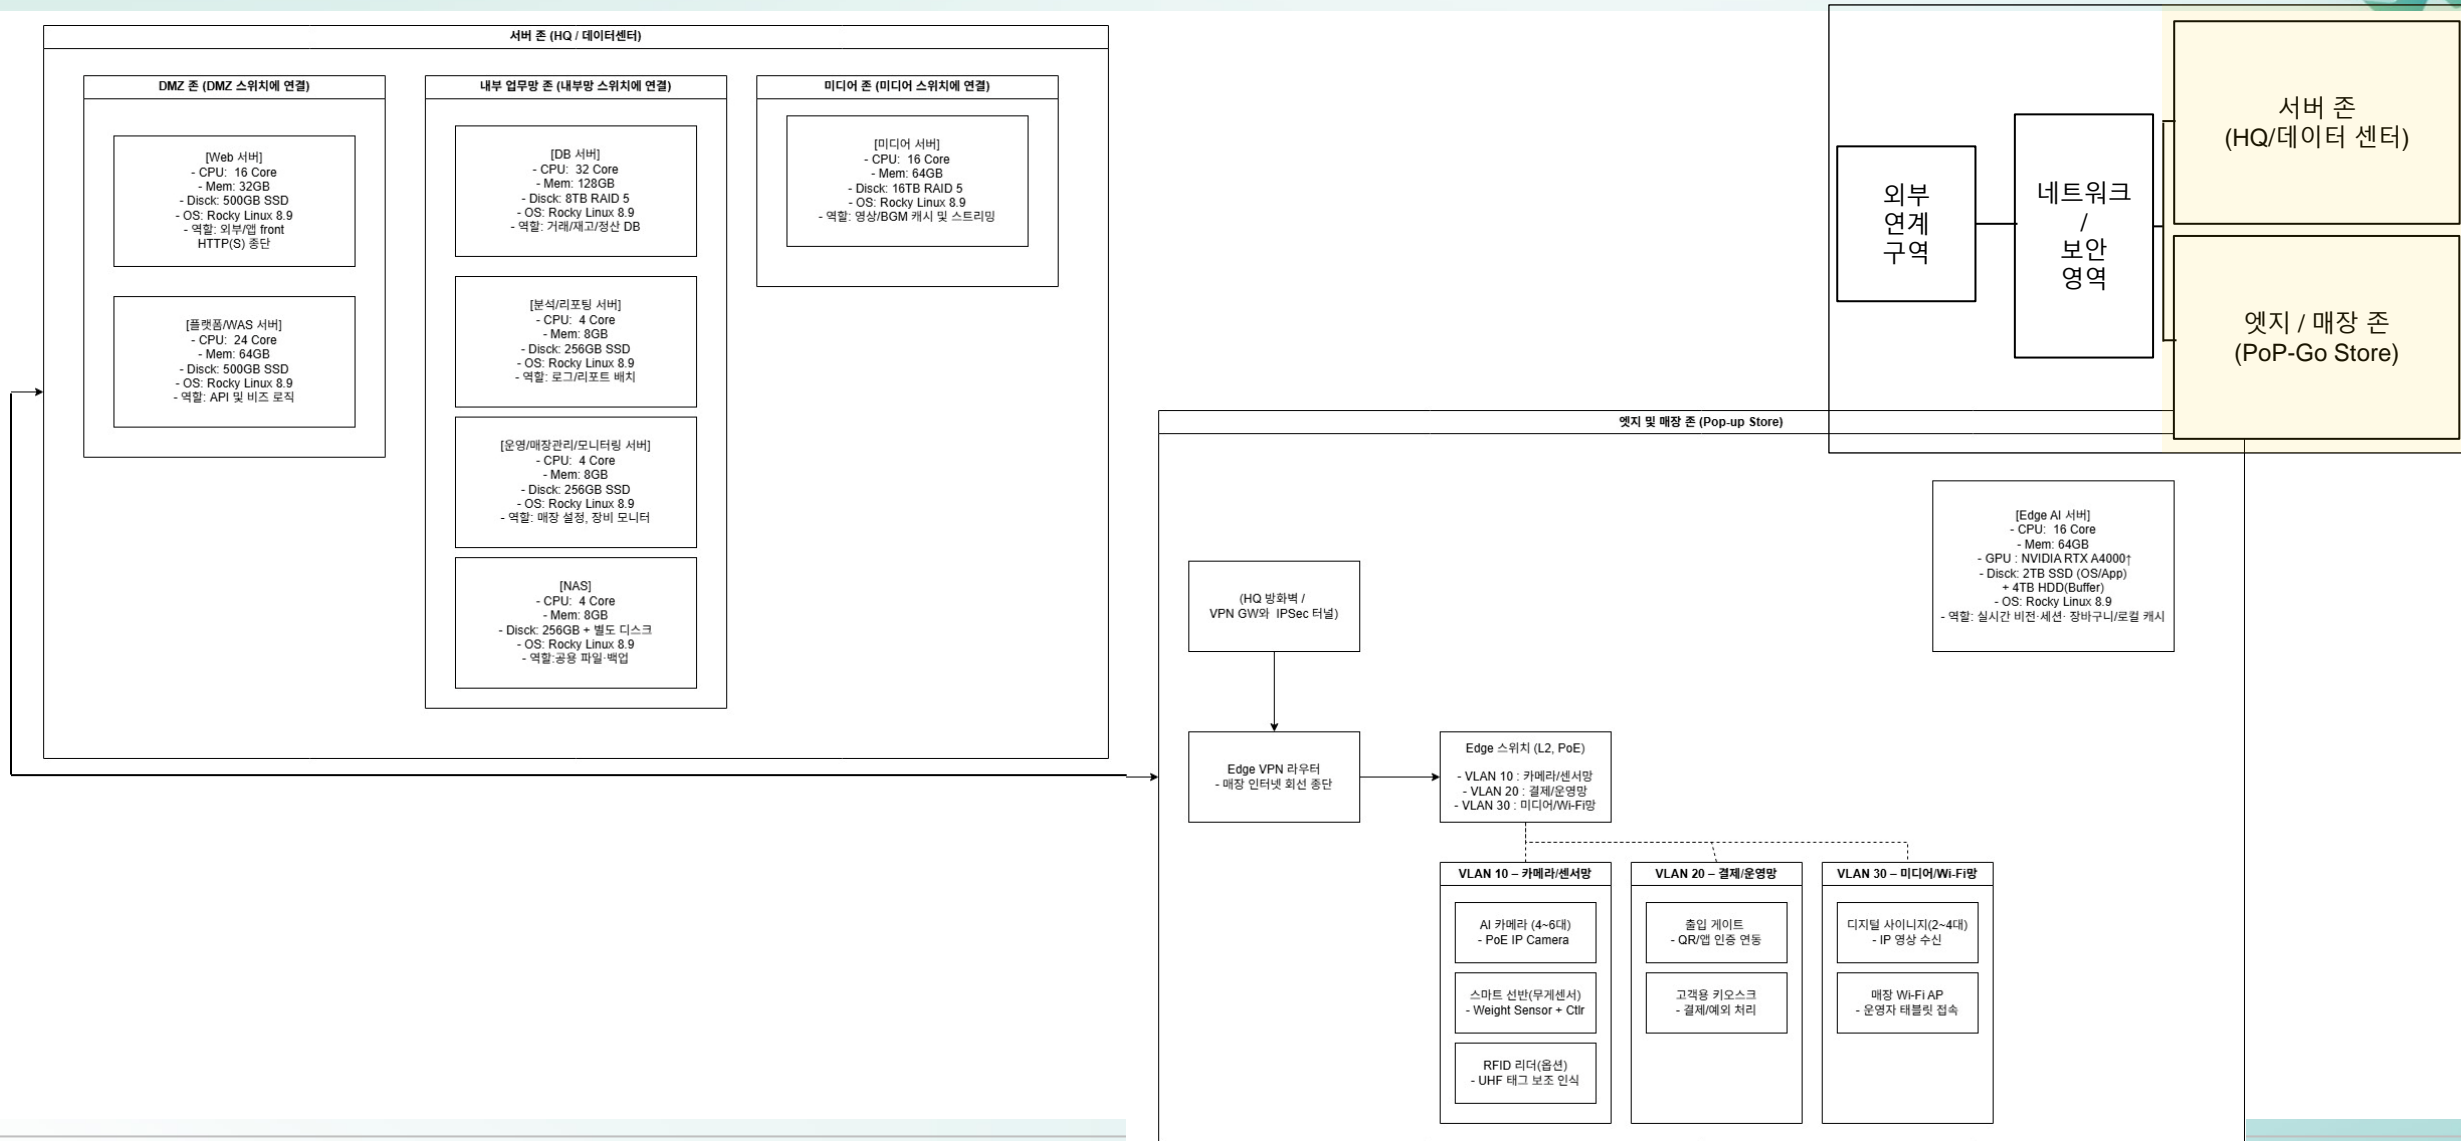 서버 존 (HQ / 데이터센터)
DMZ 존 (DMZ 스위치에 연결)
[Web 서버]
- CPU:  16 Core
- Mem: 32GB
- Disck: 500GB SSD
- OS: Rocky Linux 8.9
- 역할: 외부/앱 front
HTTP(S) 종단
[플랫폼/WAS 서버]
- CPU:  24 Core
- Mem: 64GB
- Disck: 500GB SSD
- OS: Rocky Linux 8.9
- 역할: API 및 비즈 로직
내부 업무망 존 (내부망 스위치에 연결)
[DB 서버]
- CPU:  32 Core
- Mem: 128GB
- Disck: 8TB RAID 5
- OS: Rocky Linux 8.9
- 역할: 거래/재고/정산 DB
[분석/리포팅 서버]
- CPU:  4 Core
- Mem: 8GB
- Disck: 256GB SSD
- OS: Rocky Linux 8.9
- 역할: 로그/리포트 배치
[운영/매장관리/모니터링 서버]
- CPU:  4 Core
- Mem: 8GB
- Disck: 256GB SSD
- OS: Rocky Linux 8.9
- 역할: 매장 설정, 장비 모니터
[NAS]
- CPU:  4 Core
- Mem: 8GB
- Disck: 256GB + 별도 디스크
- OS: Rocky Linux 8.9
- 역할:공용 파일·백업
미디어 존 (미디어 스위치에 연결)
[미디어 서버]
- CPU:  16 Core
- Mem: 64GB
- Disck: 16TB RAID 5
- OS: Rocky Linux 8.9
- 역할: 영상/BGM 캐시 및 스트리밍
외부
연계
구역
네트워크
/
보안
영역
서버 존
(HQ/데이터 센터)
엣지 / 매장 존
(PoP-Go Store)
엣지 및 매장 존 (Pop-up Store)
[Edge AI 서버]
- CPU:  16 Core
- Mem: 64GB
- GPU : NVIDIA RTX A4000↑
- Disck: 2TB SSD (OS/App)
+ 4TB HDD(Buffer)
- OS: Rocky Linux 8.9
- 역할: 실시간 비전·세션· 장바구니/로컬 캐시
(HQ 방화벽 /
VPN GW와  IPSec 터널)
Edge VPN 라우터
- 매장 인터넷 회선 종단
Edge 스위치 (L2, PoE)
- VLAN 10 : 카메라/센서망
- VLAN 20 : 결제/운영망
- VLAN 30 : 미디어/Wi-Fi망
VLAN 10 – 카메라/센서망
AI 카메라 (4~6대)
- PoE IP Camera
스마트 선반(무게센서)
- Weight Sensor + Ctlr
RFID 리더(옵션)
- UHF 태그 보조 인식
VLAN 20 – 결제/운영망
출입 게이트
- QR/앱 인증 연동
고객용 키오스크
- 결제/예외 처리
VLAN 30 – 미디어/Wi-Fi망
디지털 사이니지(2~4대)
- IP 영상 수신
매장 Wi-Fi AP
- 운영자 태블릿 접속